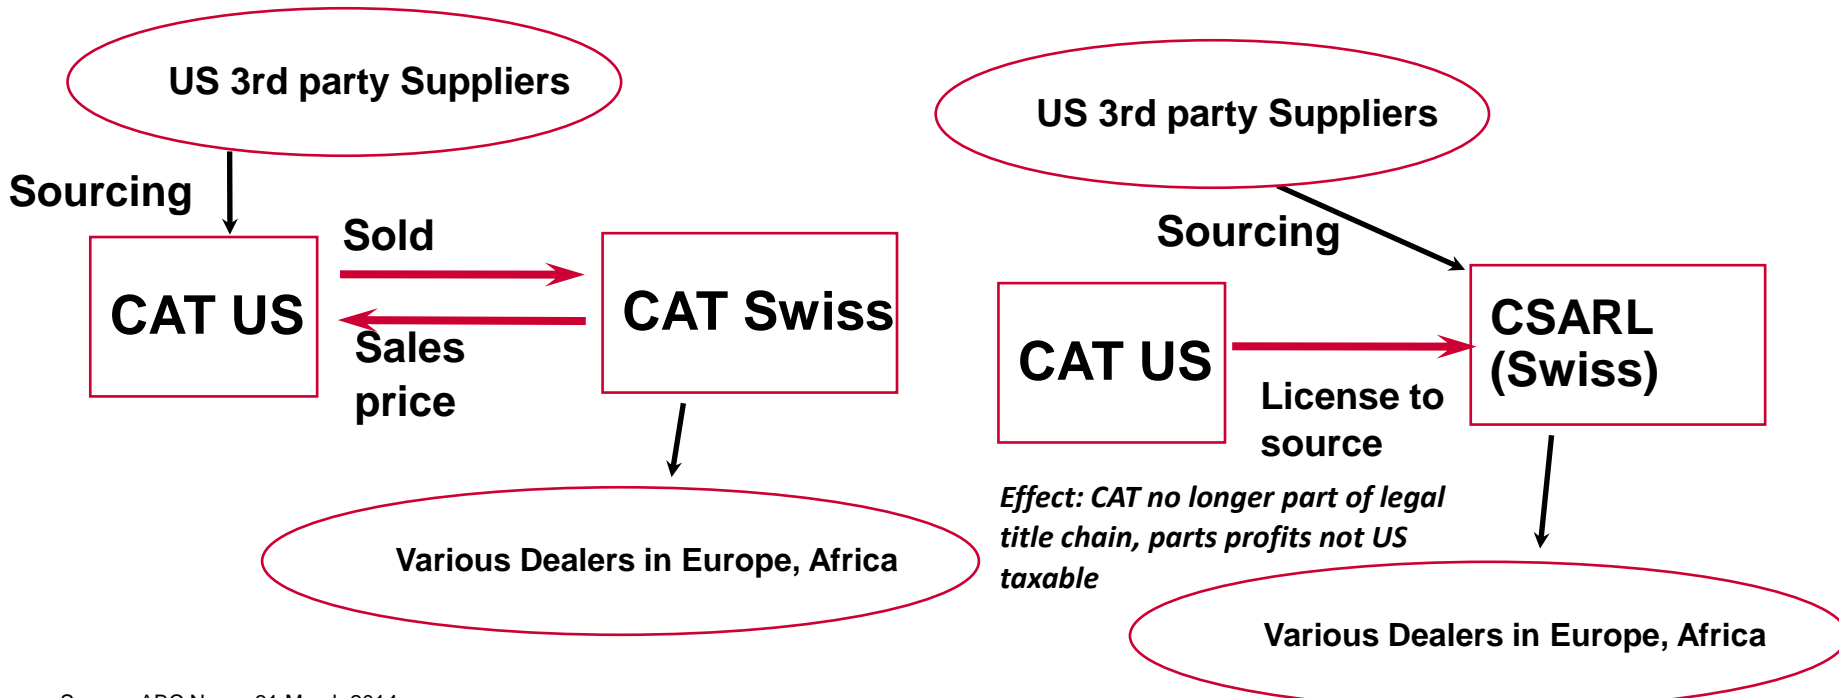 US 3rd party Suppliers
Sourcing
Sold
CAT US
CAT Swiss
Sales
price
Various Dealers in Europe, Africa
US 3rd party Suppliers
Sourcing
CAT US
CSARL
(Swiss)
License to
source
Effect: CAT no longer part of legal
title chain, parts profits not US
taxable
Various Dealers in Europe, Africa